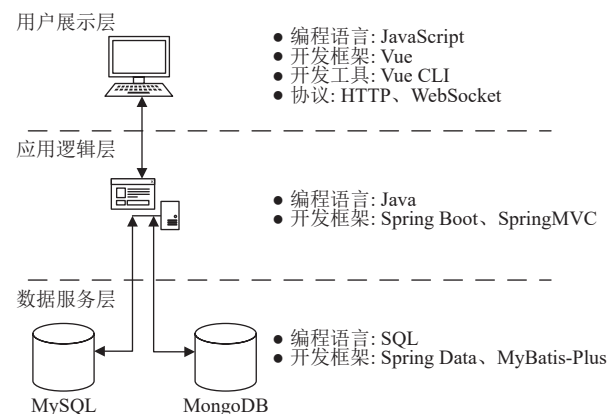 用户展示层
● 编程语言: JavaScript
● 开发框架: Vue
● 开发工具: Vue CLI
● 协议: HTTP、WebSocket
应用逻辑层
● 编程语言: Java
● 开发框架: Spring Boot、SpringMVC
数据服务层
● 编程语言: SQL
● 开发框架: Spring Data、MyBatis-Plus
MySQL
MongoDB